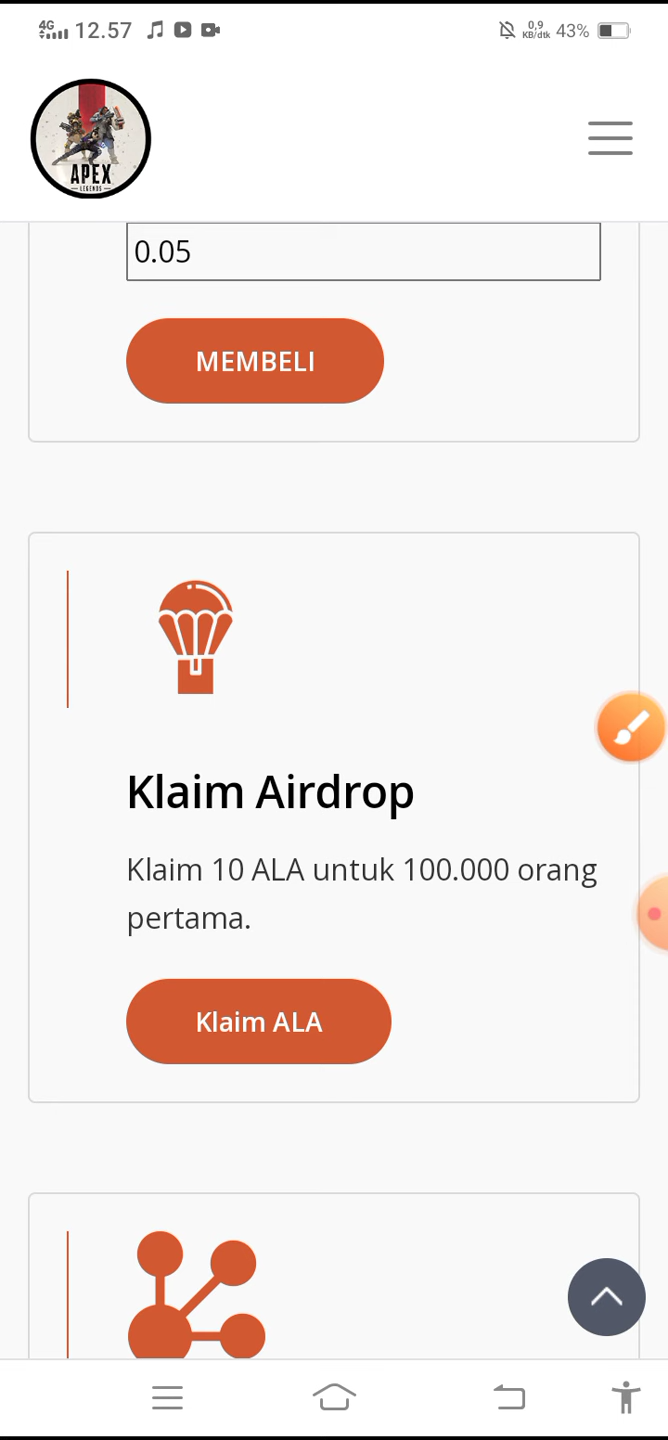 4G 12.57 0,9 KB/dtk 43%
APEX
LEGENDS
0.05
MEMBELI
Klaim Airdrop
Klaim 10 ALA untuk 100.000 orang
pertama.
Klaim ALA